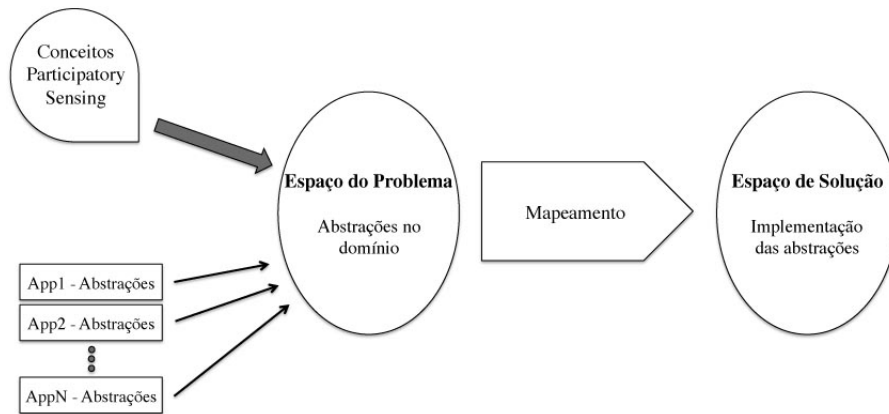 Conceitos
Participatory
Sensing
Espaço do Problema
Abstrações no
domínio
Mapeamento
Espaço de Solução
Implementação
das abstrações
App1 - Abstrações
App2 - Abstrações
AppN - Abstrações